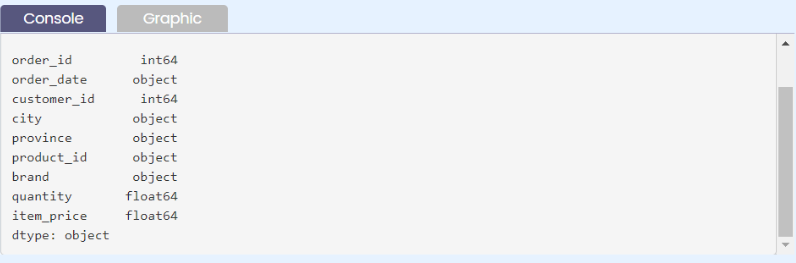 Console Graphic
order_id int64
order_date object
customer_id int64
city object
province object
product_id object
brand object
quantity float64
item_price float64
dtype: object